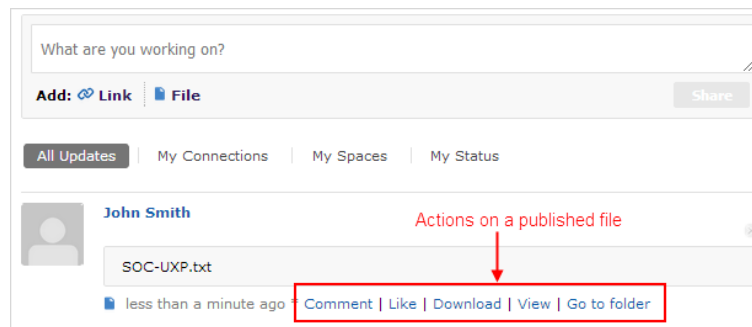 What are you working on?
Add: Link File Share
All Updates My Connections My Spaces My Status
John Smith
Actions on a published file
SOC-UXP.txt
less than a minute ago * Comment | Like | Download | View | Go to folder